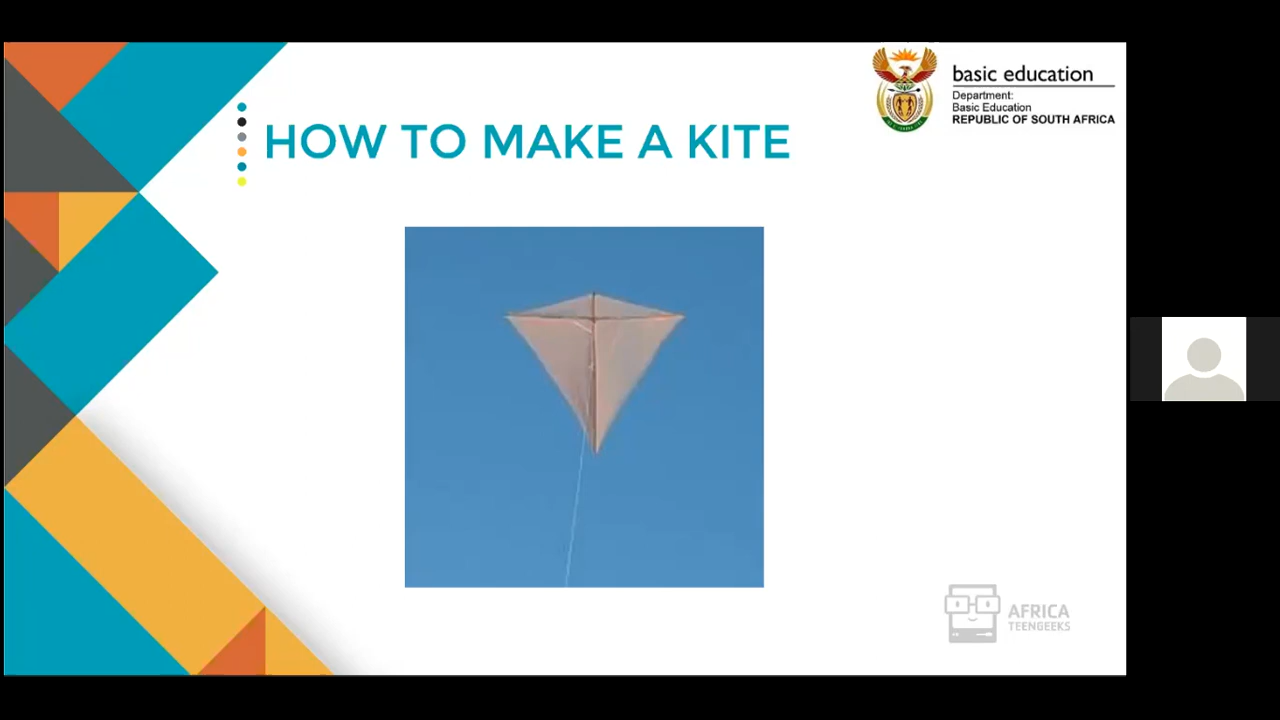 HOW TO MAKE A KITE
basic education
Department:
Basic Education
REPUBLIC OF SOUTH AFRICA
AFRICA
TEENGEEKS